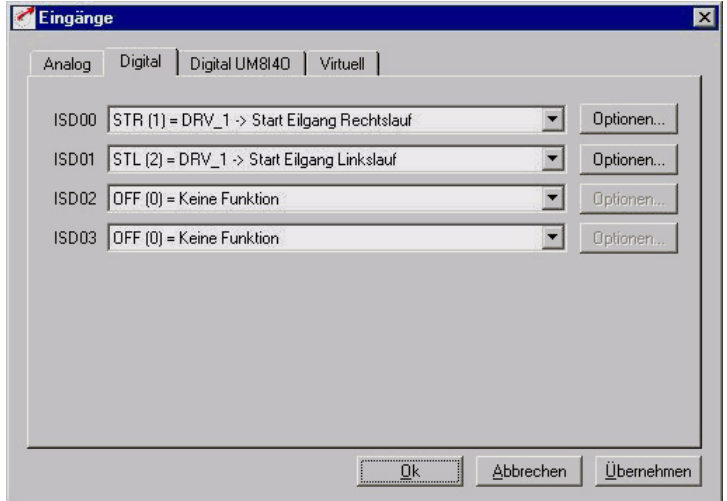 Eingänge
Analog Digital Digital UM8I4O Virtuell
ISD00 STR (1) = DRV_1 -> Start Eilgang Rechtslauf Optionen...
ISD01 STL (2) = DRV_1 -> Start Eilgang Linkslauf Optionen...
ISD02 OFF (0) = Keine Funktion Optionen...
ISD03 OFF (0) = Keine Funktion Optionen...
Ok Abbrechen Übernehmen